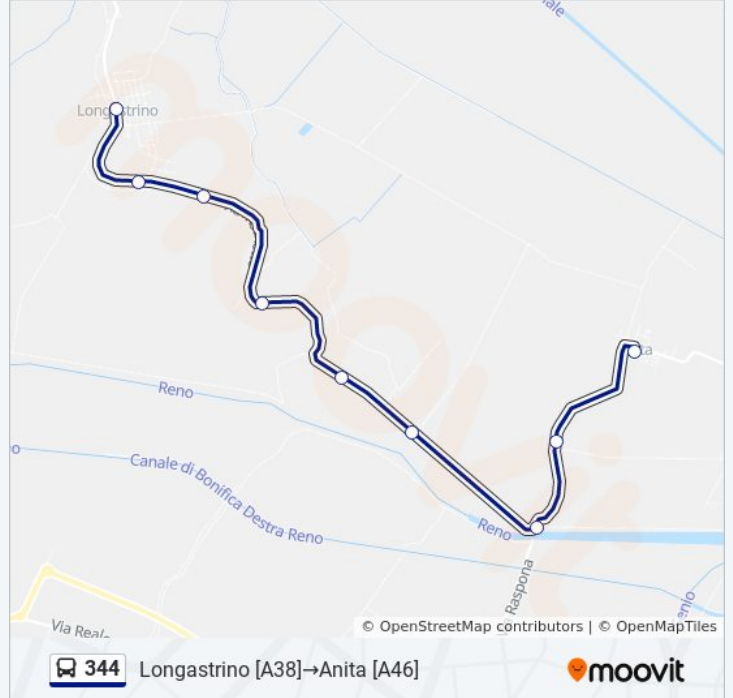 Longastrino
Reno
Canale di Bonifica Destra Reno
Reno
Via Reale
© OpenStreetMap contributors | © OpenMapTiles
344 Longastrino [A38]→Anita [A46]
moovit